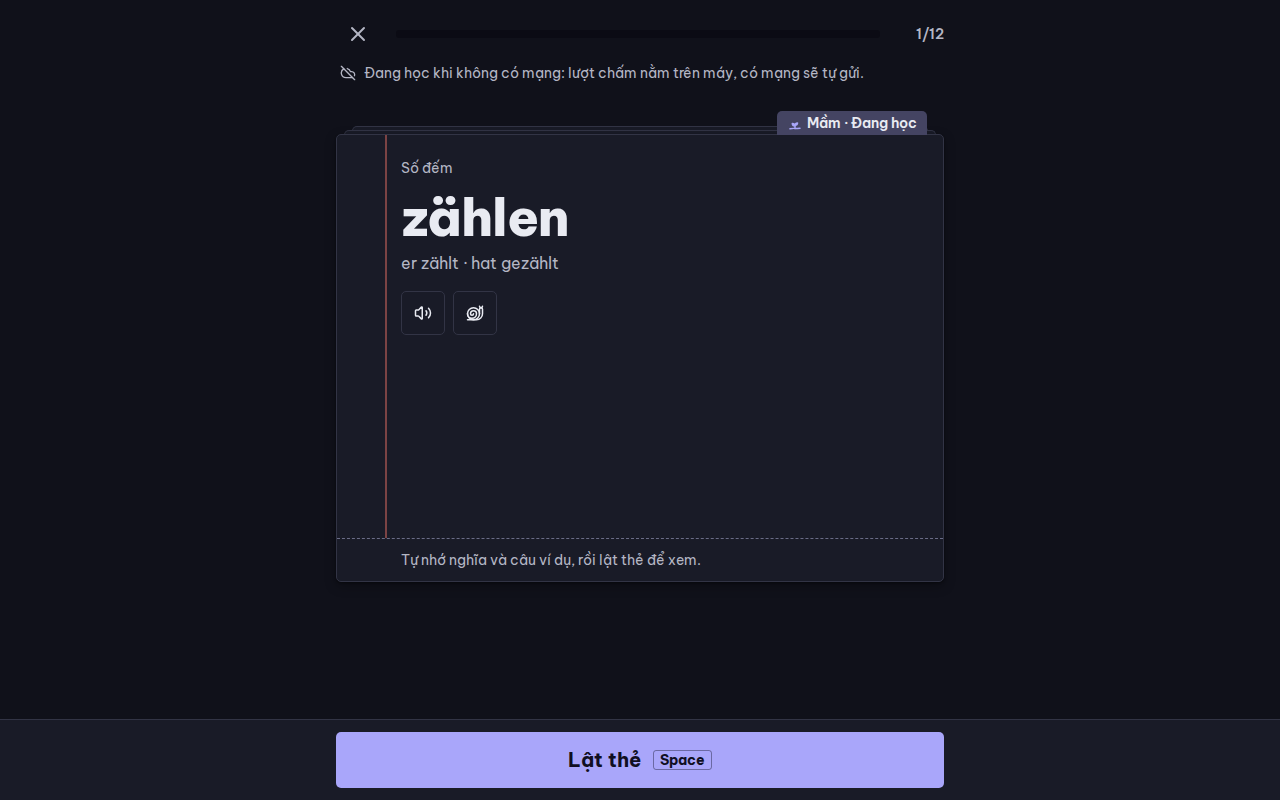 1/12
Đang học khi không có mạng: lượt chấm nằm trên máy, có mạng sẽ tự gửi.
Mầm · Đang học
Số đếm
zählen
er zählt · hat gezählt
Tự nhớ nghĩa và câu ví dụ, rồi lật thẻ để xem.
Lật thẻ Space